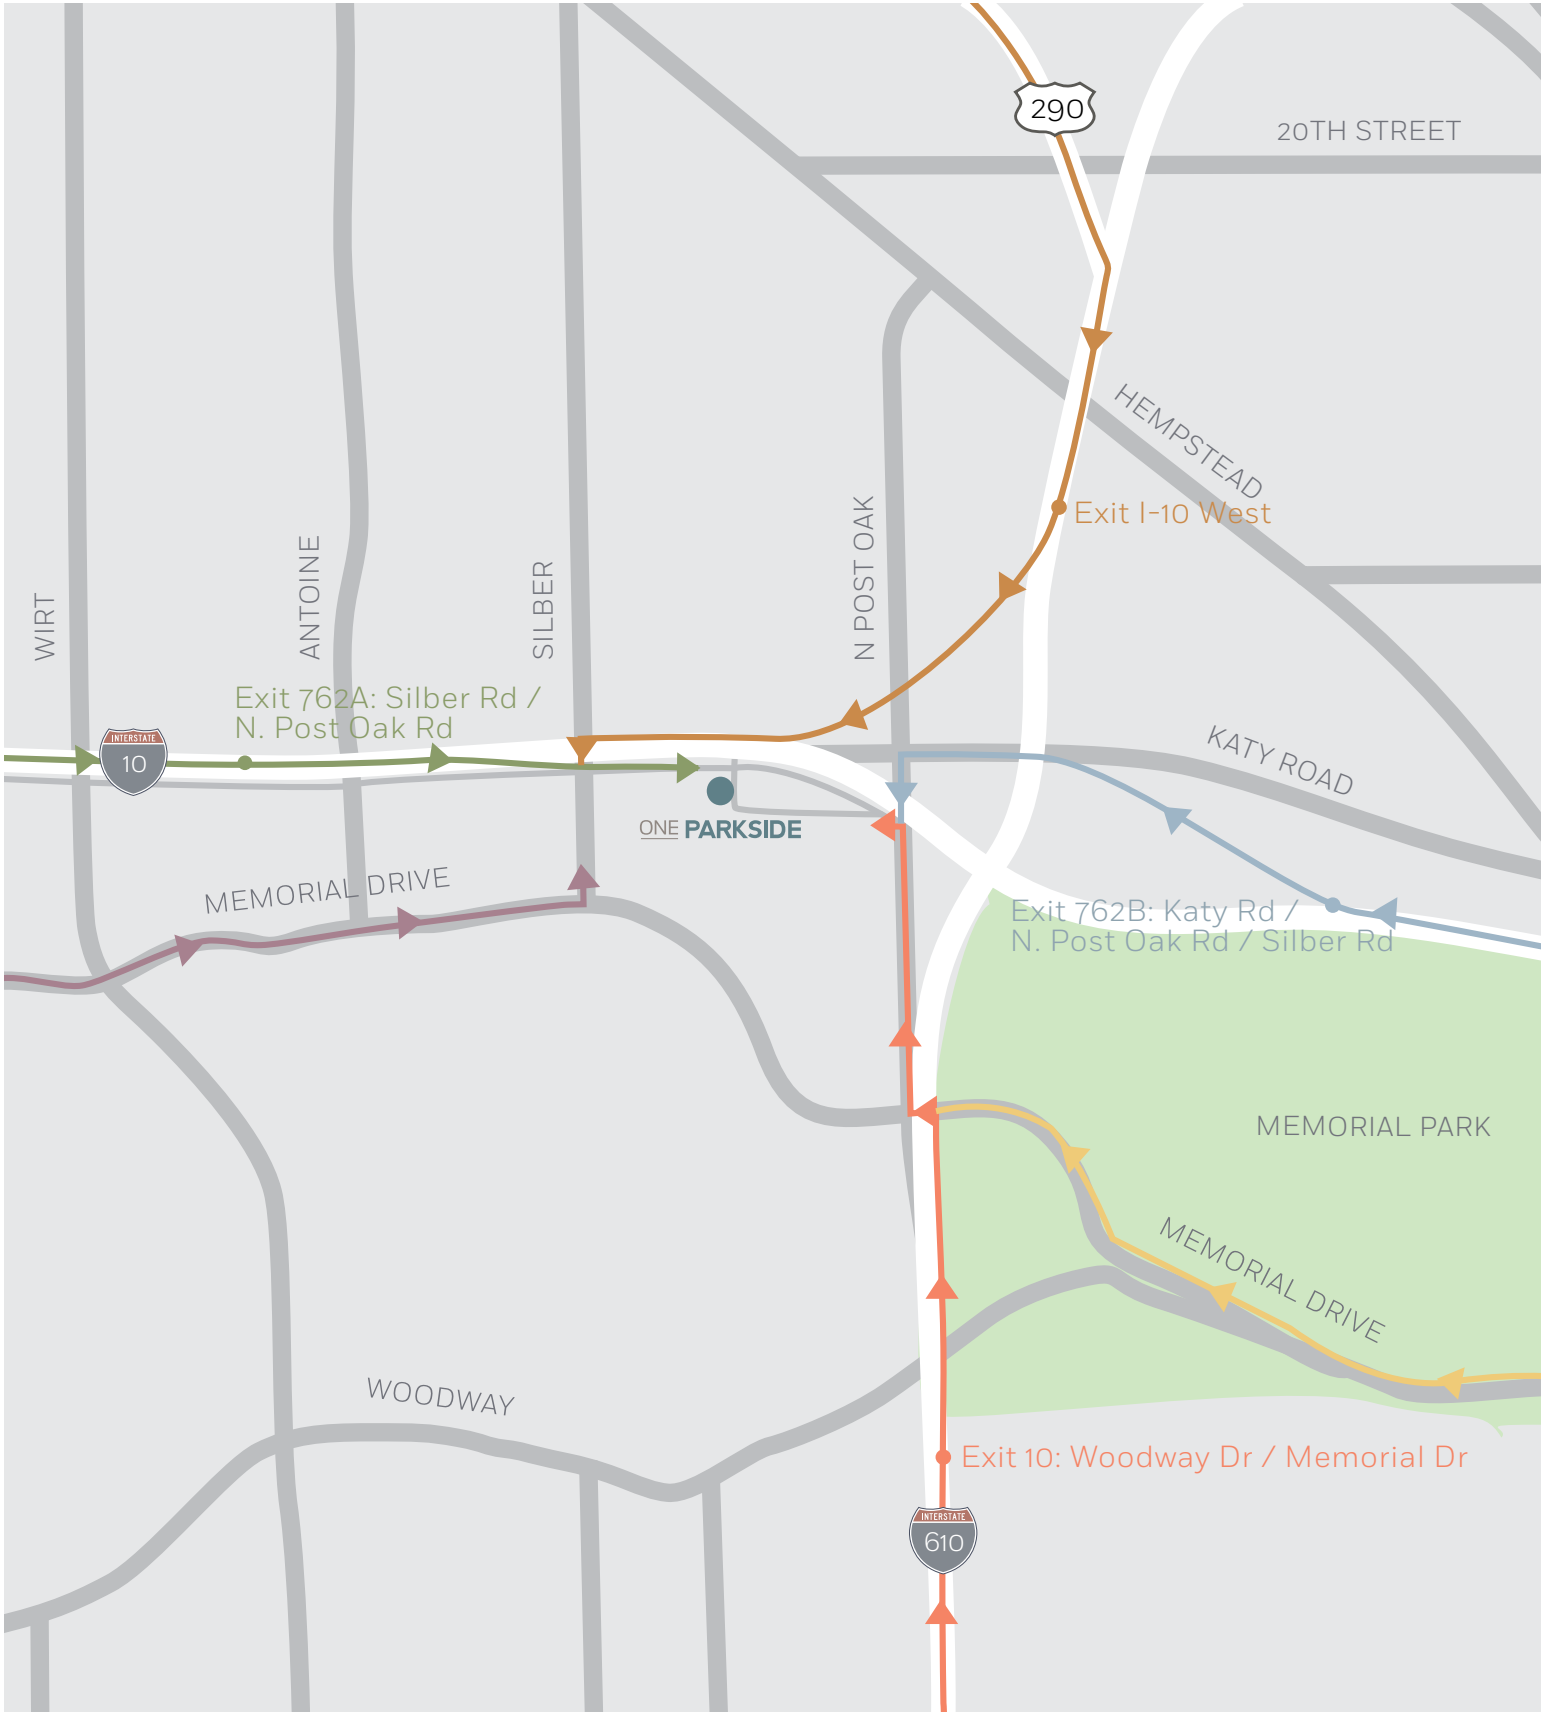 290
20TH STREET
HEMPSTEAD
Exit I-10 West
N POST OAK
SILBER
ANTOINE
WIRT
Exit 762A: Silber Rd /
N. Post Oak Rd
INTERSTATE
10
KATY ROAD
ONE PARKSIDE
MEMORIAL DRIVE
Exit 762B: Katy Rd /
N. Post Oak Rd / Silber Rd
MEMORIAL PARK
MEMORIAL DRIVE
WOODWAY
Exit 10: Woodway Dr / Memorial Dr
INTERSTATE
610